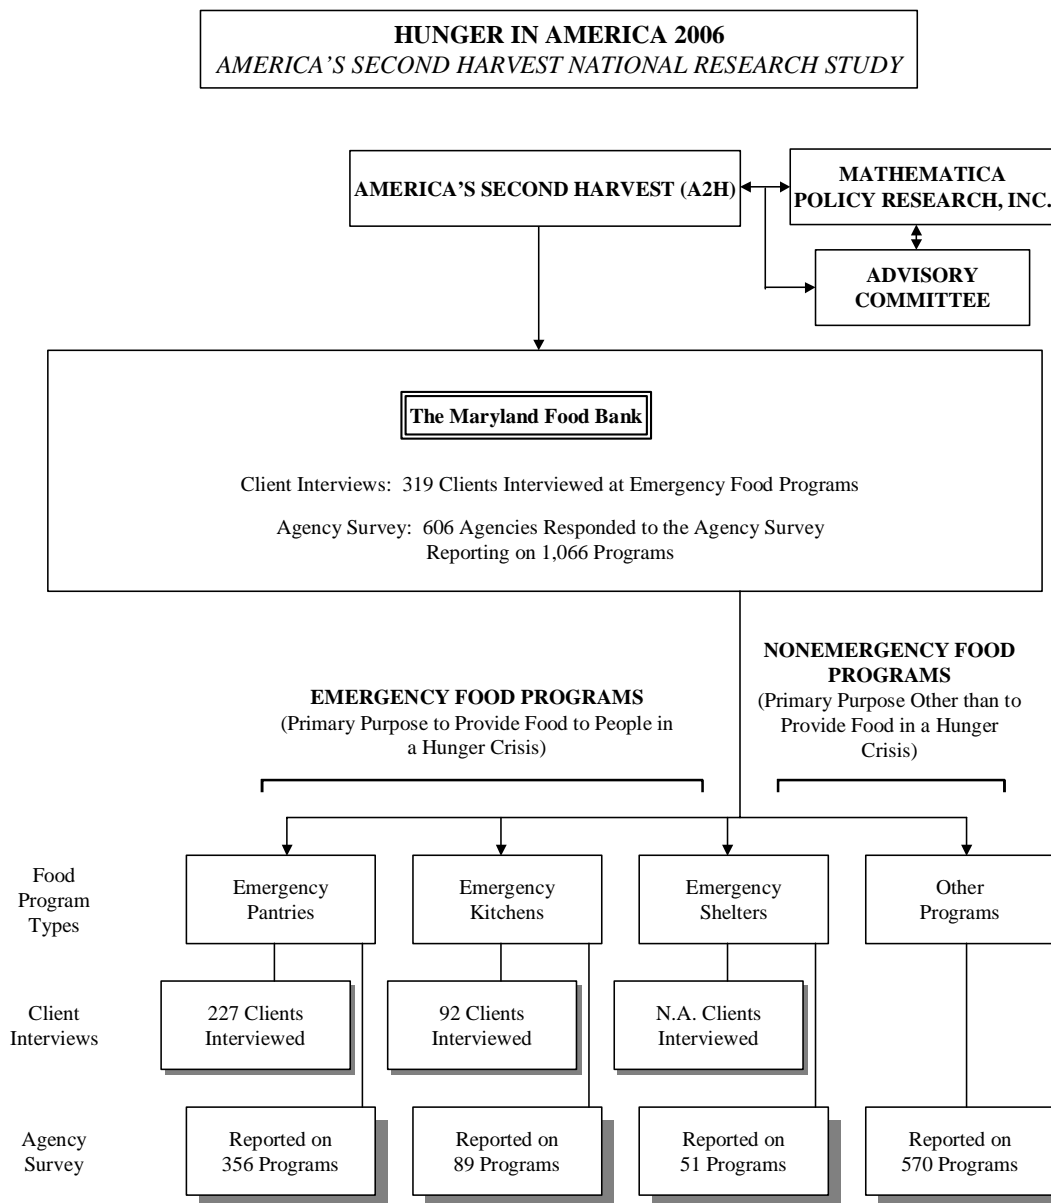 HUNGER IN AMERICA 2006
AMERICA’S SECOND HARVEST NATIONAL RESEARCH STUDY
AMERICA’S SECOND HARVEST (A2H)
MATHEMATICA
POLICY RESEARCH, INC.
ADVISORY
COMMITTEE
The Maryland Food Bank
Client Interviews: 319 Clients Interviewed at Emergency Food Programs
Agency Survey: 606 Agencies Responded to the Agency Survey
Reporting on 1,066 Programs
EMERGENCY FOOD PROGRAMS
(Primary Purpose to Provide Food to People in
a Hunger Crisis)
NONEMERGENCY FOOD
PROGRAMS
(Primary Purpose Other than to
Provide Food in a Hunger
Crisis)
Food
Program
Types
Emergency
Pantries
Emergency
Kitchens
Emergency
Shelters
Other
Programs
Client
Interviews
227 Clients
Interviewed
92 Clients
Interviewed
N.A. Clients
Interviewed
Agency
Survey
Reported on
356 Programs
Reported on
89 Programs
Reported on
51 Programs
Reported on
570 Programs